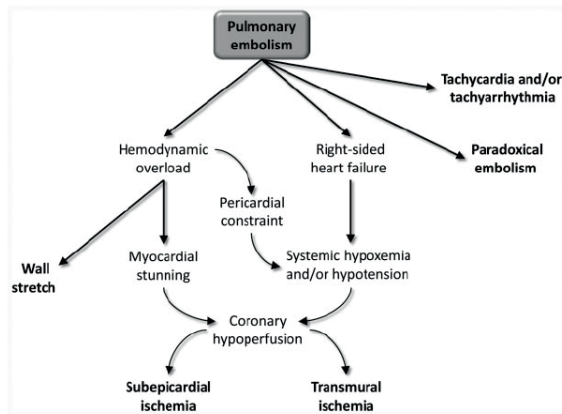 Pulmonary
embolism
Tachycardia and/or
tachyarrhythmia
Hemodynamic
overload
Right-sided
heart failure
Paradoxical
embolism
Pericardial
constraint
Wall
stretch
Myocardial
stunning
Systemic hypoxemia
and/or hypotension
Coronary
hypoperfusion
Subepicardial
ischemia
Transmural
ischemia